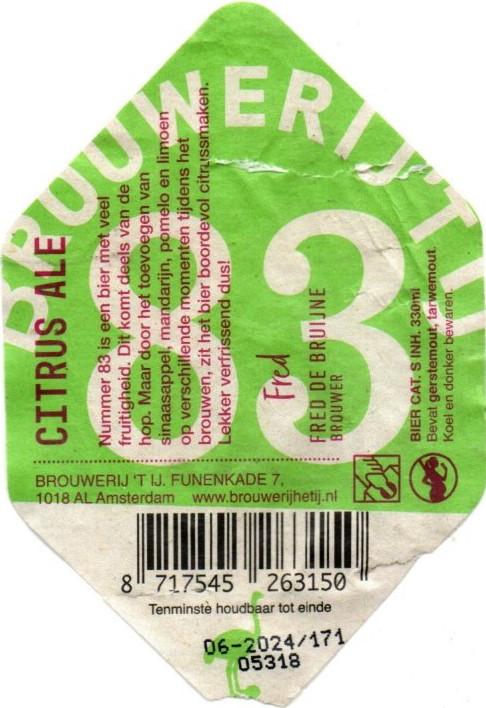 BROUWERIJ 'T IJ
83
CITRUS ALE
Nummer 83 is een bier met veel
fruitigheid. Dit komt deels van de
hop. Maar door het toevoegen van
sinaasappel, mandarijn, pomelo en limoen
op verschillende momenten tijdens het
brouwen, zit het bier boordevol citrussmaken.
Lekker verfrissend dus!
Fred
FRED DE BRUIJNE
BROUWER
BIER CAT. S INH. 330ml
Bevat gerstemout, tarwemout.
Koel en donker bewaren.
BROUWERIJ 'T IJ. FUNENKADE 7,
1018 AL Amsterdam www.brouwerijhetij.nl
8 717545 263150
Tenminste houdbaar tot einde
06-2024/171
05318